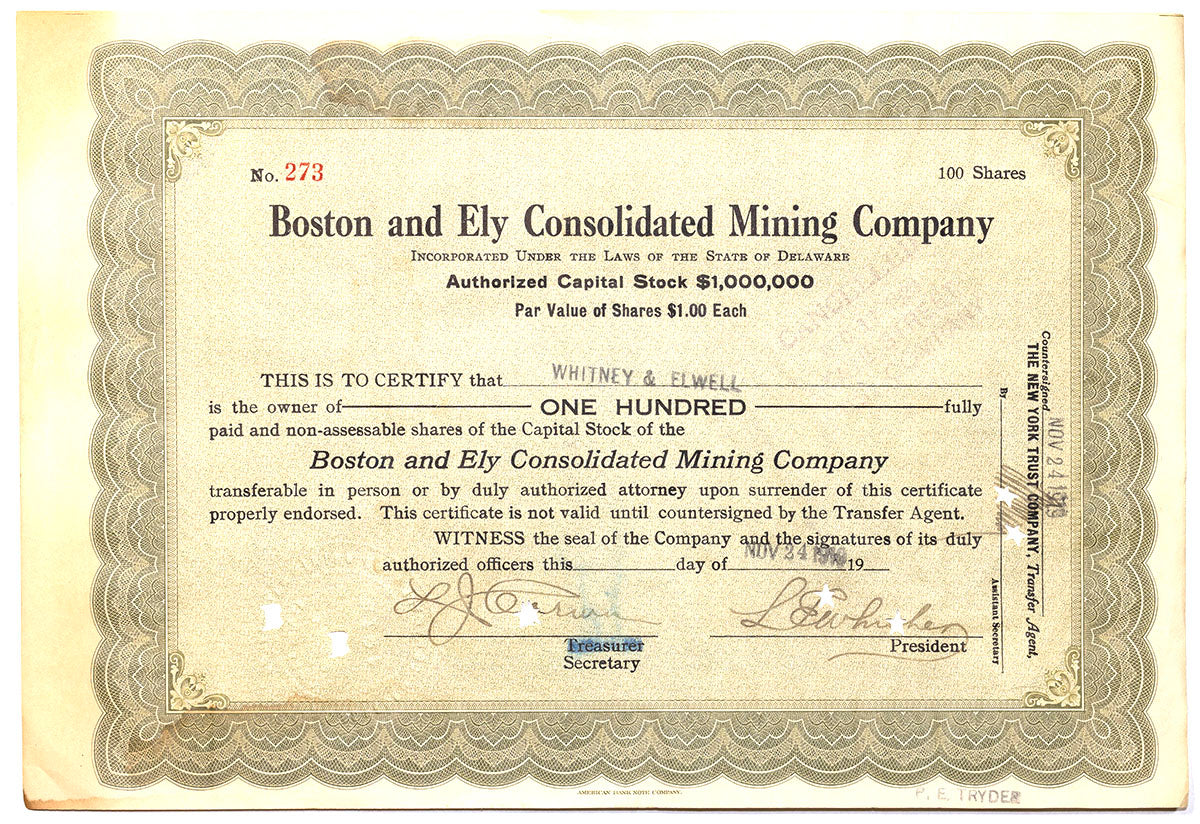 No. 273
100 Shares
Boston and Ely Consolidated Mining Company
Incorporated Under the Laws of the State of Delaware
Authorized Capital Stock $1,000,000
Par Value of Shares $1.00 Each
CANCELLED
THIS IS TO CERTIFY that WHITNEY & ELWELL
is the owner of ONE HUNDRED fully
paid and non-assessable shares of the Capital Stock of the
Boston and Ely Consolidated Mining Company
transferable in person or by duly authorized attorney upon surrender of this certificate
properly endorsed. This certificate is not valid until countersigned by the Transfer Agent.
WITNESS the seal of the Company and the signatures of its duly
authorized officers this day of NOV 24 19
Treasurer
Secretary
President
Countersigned NOV 24
THE NEW YORK TRUST COMPANY, Transfer Agent,
By
Assistant Secretary
AMERICAN BANK NOTE COMPANY.
P. E. TRYDER